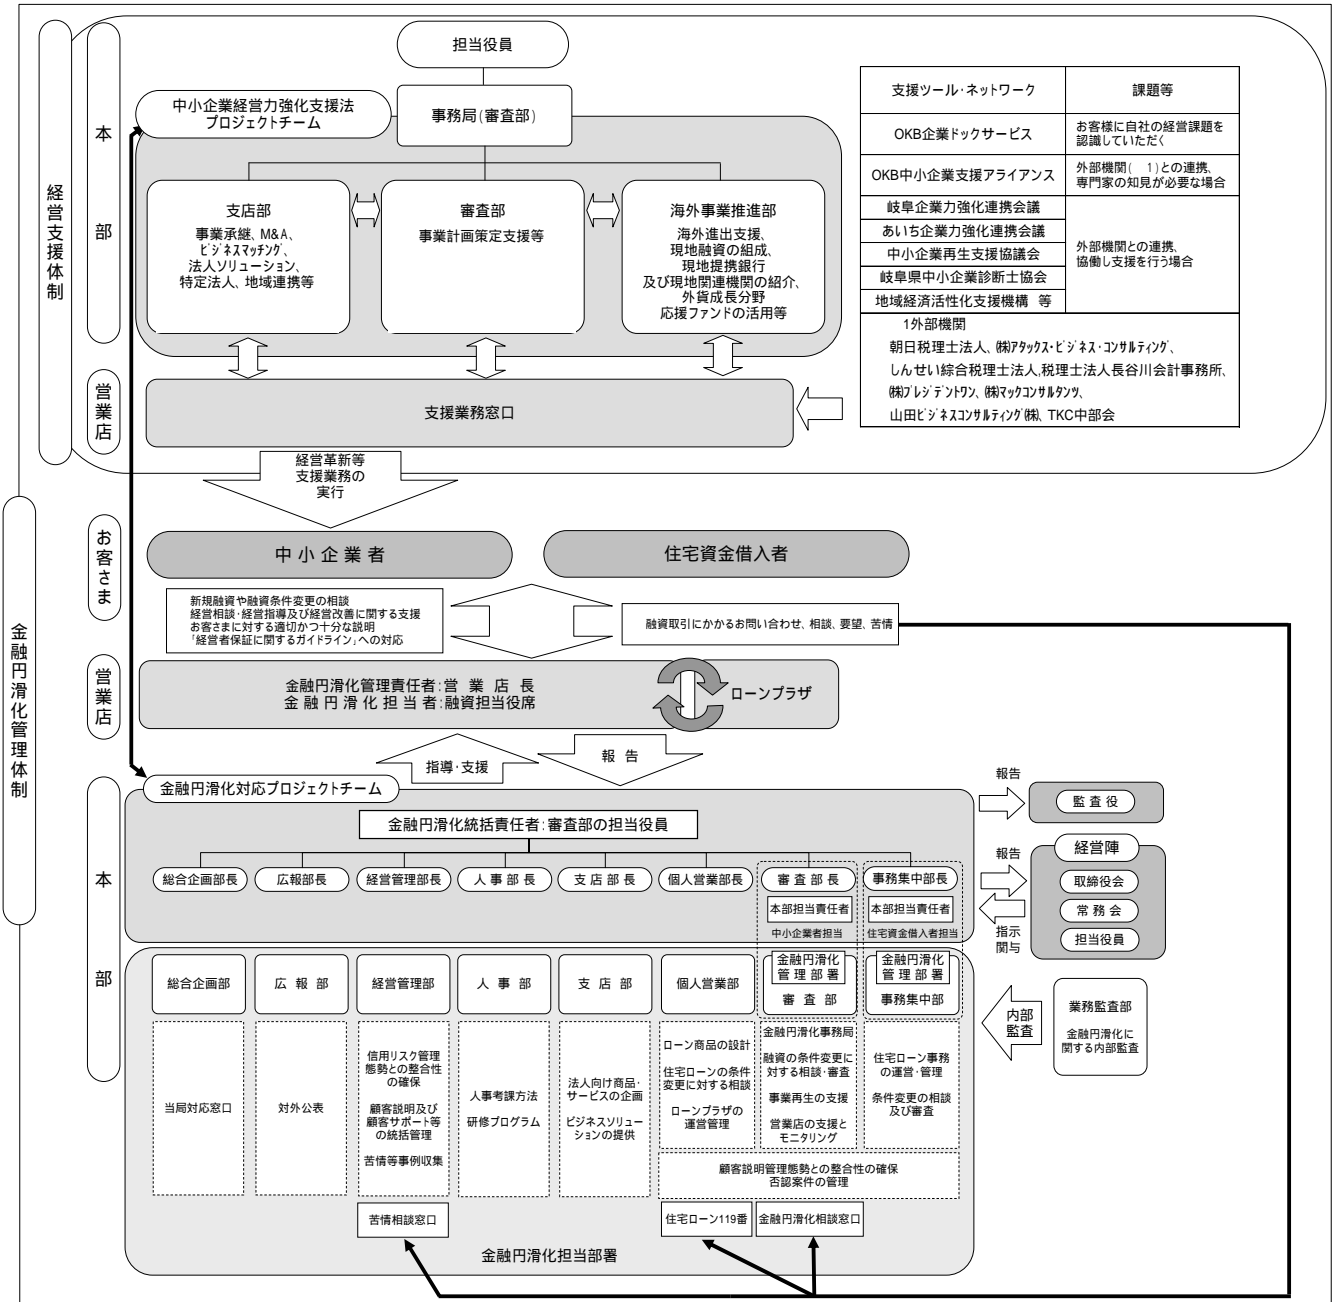 経営支援体制
本部
営業店
担当役員
事務局(審査部)
中小企業経営力強化支援法
プロジェクトチーム
支店部
事業承継、M&A、
ビジネスマッチング、
法人ソリューション、
特定法人、地域連携等
審査部
事業計画策定支援等
海外事業推進部
海外進出支援、
現地融資の組成、
現地提携銀行
及び現地関連機関の紹介、
外貨成長分野
応援ファンドの活用等
支援業務窓口
支援ツール・ネットワーク
課題等
OKB企業ドックサービス
お客様に自社の経営課題を
認識していただく
OKB中小企業支援アライアンス
外部機関( 1)との連携、
専門家の知見が必要な場合
岐阜企業力強化連携会議
あいち企業力強化連携会議
中小企業再生支援協議会
岐阜県中小企業診断士協会
地域経済活性化支援機構 等
外部機関との連携、
協働し支援を行う場合
1外部機関
朝日税理士法人、㈱アタックス・ビジネス・コンサルティング、
しんせい綜合税理士法人,税理士法人長谷川会計事務所、
㈱プレジデントワン、㈱マックコンサルタンツ、
山田ビジネスコンサルティング㈱、TKC中部会
経営革新等
支援業務の
実行
金融円滑化管理体制
お客さま
中小企業者
住宅資金借入者
新規融資や融資条件変更の相談
経営相談・経営指導及び経営改善に関する支援
お客さまに対する適切かつ十分な説明
「経営者保証に関するガイドライン」への対応
融資取引にかかるお問い合わせ、相談、要望、苦情
営業店
金融円滑化管理責任者:営業店長
金融円滑化担当者:融資担当役席
ローンプラザ
指導・支援
報告
本部
金融円滑化対応プロジェクトチーム
金融円滑化統括責任者:審査部の担当役員
総合企画部長
広報部長
経営管理部長
人事部長
支店部長
個人営業部長
審査部長
事務集中部長
本部担当責任者
本部担当責任者
中小企業者担当
住宅資金借入者担当
報告
監査役
報告
指示
関与
経営陣
取締役会
常務会
担当役員
総合企画部
広報部
経営管理部
人事部
支店部
個人営業部
金融円滑化
管理部署
審査部
金融円滑化
管理部署
事務集中部
内部
監査
業務監査部
金融円滑化に
関する内部監査
当局対応窓口
対外公表
信用リスク管理
態勢との整合性
の確保
顧客説明及び
顧客サポート等
の統括管理
苦情等事例収集
人事考課方法
研修プログラム
法人向け商品・
サービスの企画
ビジネスソリュー
ションの提供
ローン商品の設計
住宅ローンの条件
変更に対する相談
ローンプラザの
運営管理
金融円滑化事務局
融資の条件変更に
対する相談・審査
事業再生の支援
営業店の支援と
モニタリング
住宅ローン事務
の運営・管理
条件変更の相談
及び審査
顧客説明管理態勢との整合性の確保
否認案件の管理
苦情相談窓口
住宅ローン119番
金融円滑化相談窓口
金融円滑化担当部署